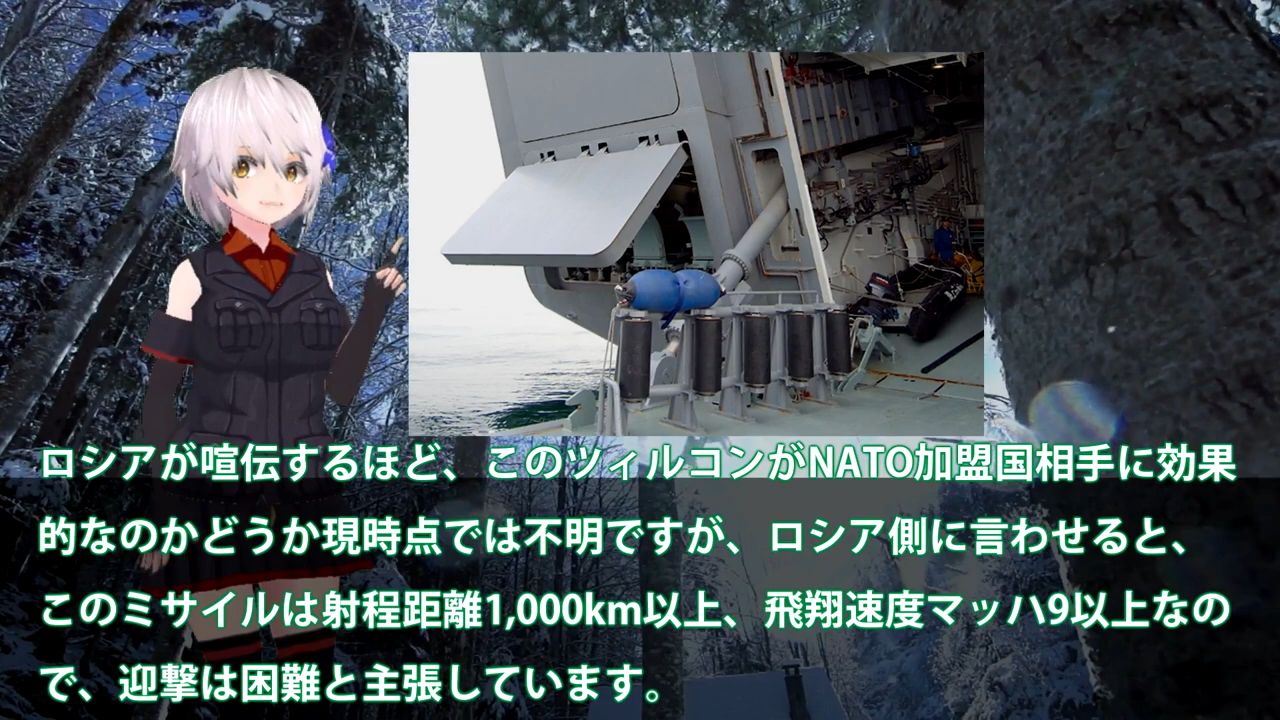 ロシアが喧伝するほど、このツィルコンがNATO加盟国相手に効果
的なのかどうか現時点では不明ですが、ロシア側に言わせると、
このミサイルは射程距離1,000km以上、飛翔速度マッハ9以上なの
で、迎撃は困難と主張しています。